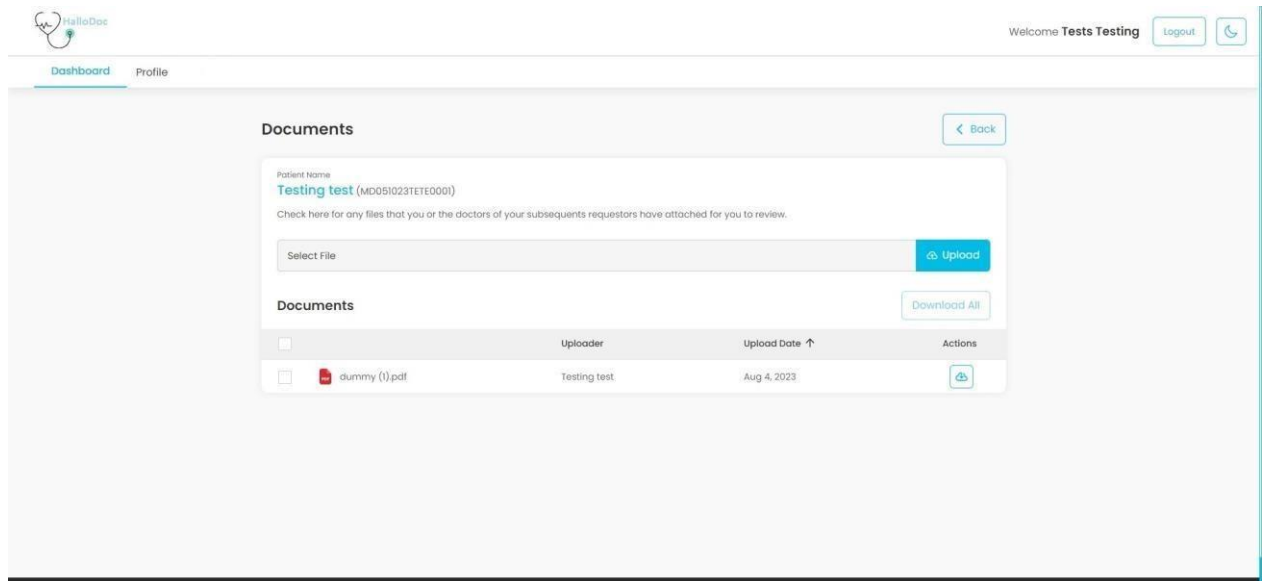 HalloDoc
Welcome Tests Testing Logout
Dashboard Profile
Documents Back
Patient Name
Testing test (MD051023TETE0001)
Check here for any files that you or the doctors of your subsequents requestors have attached for you to review.
Select File Upload
Documents Download All
Uploader Upload Date Actions
dummy (1).pdf Testing test Aug 4, 2023